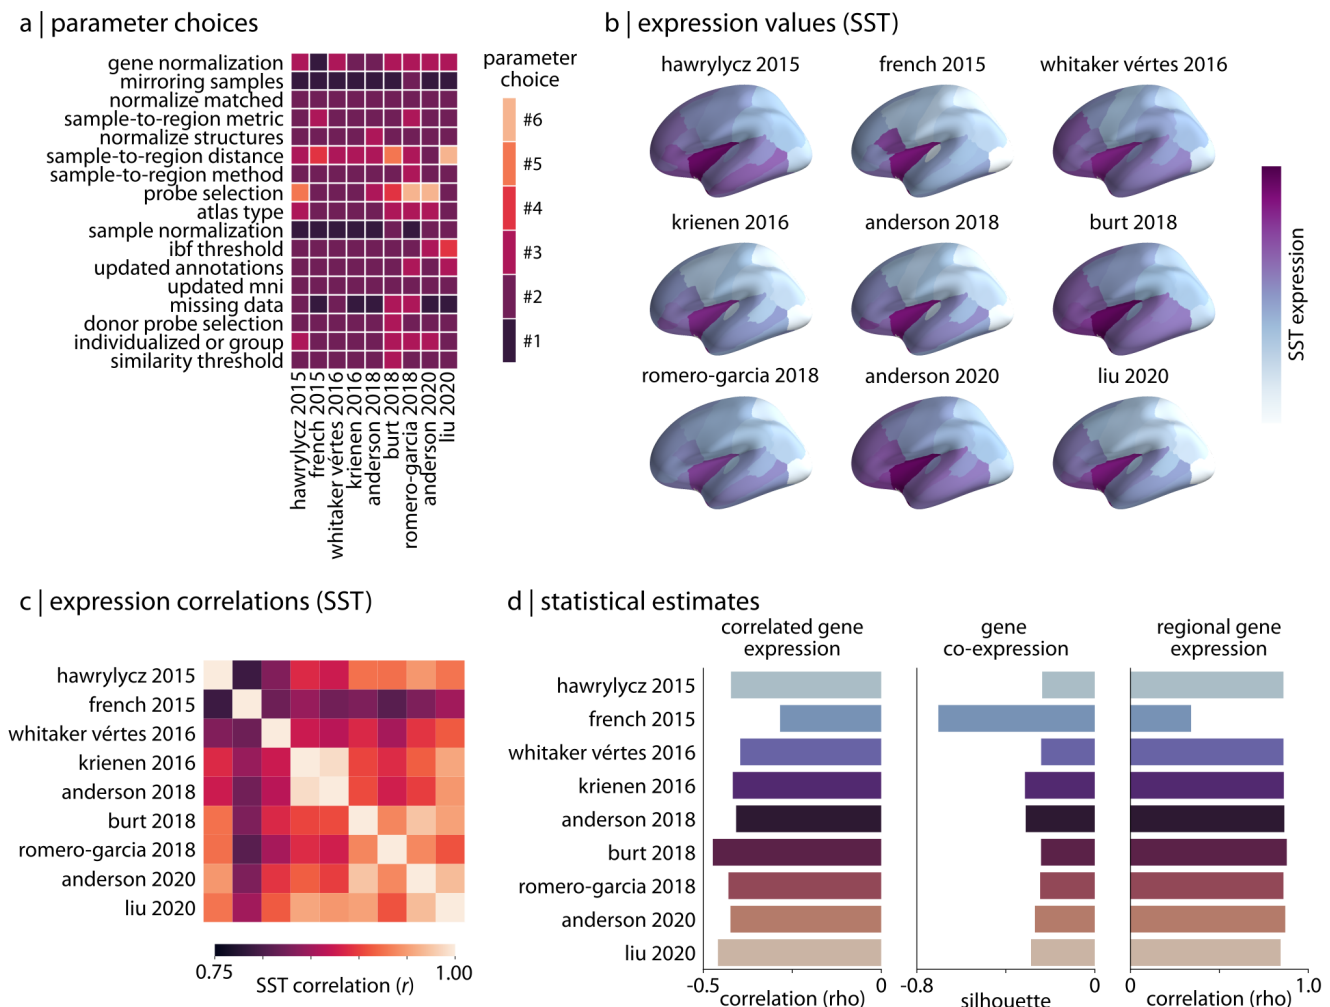 a | parameter choices
gene normalization
mirroring samples
normalize matched
sample-to-region metric
normalize structures
sample-to-region distance
sample-to-region method
probe selection
atlas type
sample normalization
ibf threshold
updated annotations
updated mni
missing data
donor probe selection
individualized or group
similarity threshold
hawrylycz 2015
french 2015
whitaker vértes 2016
krienen 2016
anderson 2018
burt 2018
romero-garcia 2018
anderson 2020
liu 2020
parameter
choice
#6
#5
#4
#3
#2
#1
b | expression values (SST)
hawrylycz 2015
french 2015
whitaker vértes 2016
krienen 2016
anderson 2018
burt 2018
romero-garcia 2018
anderson 2020
liu 2020
SST expression
c | expression correlations (SST)
hawrylycz 2015
french 2015
whitaker vértes 2016
krienen 2016
anderson 2018
burt 2018
romero-garcia 2018
anderson 2020
liu 2020
0.75
1.00
SST correlation (r)
d | statistical estimates
correlated gene
expression
gene
co-expression
regional gene
expression
hawrylycz 2015
french 2015
whitaker vértes 2016
krienen 2016
anderson 2018
burt 2018
romero-garcia 2018
anderson 2020
liu 2020
-0.5
0
correlation (rho)
-0.8
0
silhouette
0
1.0
correlation (rho)